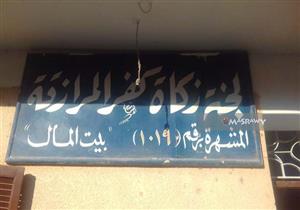 لجنة زكاة كفر المرازقة
المشهرة برقم (١٠١٩) "بيت المال"
MASRAWY